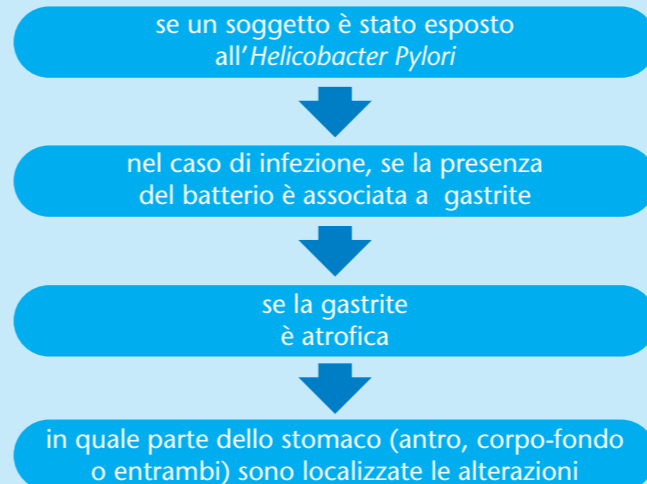 se un soggetto è stato esposto
all'Helicobacter Pylori
nel caso di infezione, se la presenza
del batterio è associata a  gastrite
se la gastrite
è atrofica
in quale parte dello stomaco (antro, corpo-fondo
o entrambi) sono localizzate le alterazioni